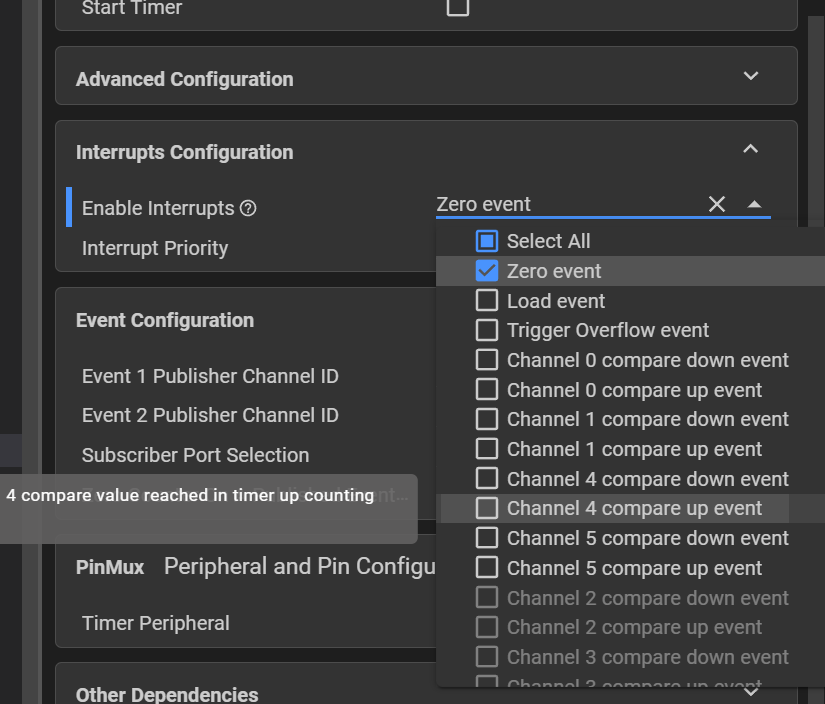 Start Timer
Advanced Configuration
Interrupts Configuration
Enable Interrupts
Zero event
Interrupt Priority
Select All
Zero event
Load event
Trigger Overflow event
Channel 0 compare down event
Channel 0 compare up event
Channel 1 compare down event
Channel 1 compare up event
Channel 4 compare down event
Channel 4 compare up event
Channel 5 compare down event
Channel 5 compare up event
Channel 2 compare down event
Channel 2 compare up event
Channel 3 compare down event
Channel 3 compare up event
Event Configuration
Event 1 Publisher Channel ID
Event 2 Publisher Channel ID
Subscriber Port Selection
4 compare value reached in timer up counting
PinMux Peripheral and Pin Configu
Timer Peripheral
Other Dependencies